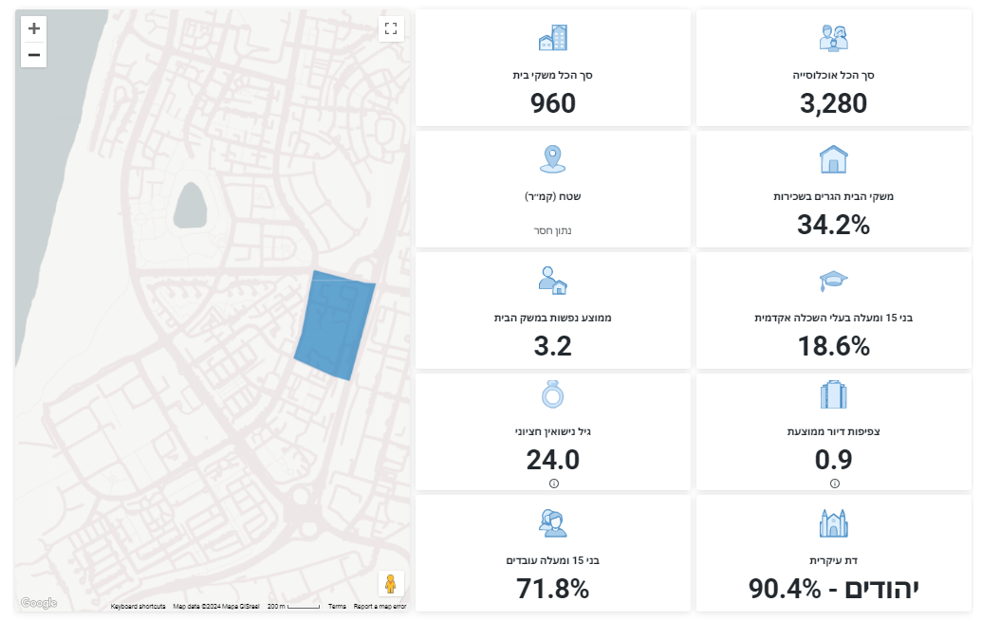 סך הכל אוכלוסייה
3,280
סך הכל משקי בית
960
משקי הבית הגרים בשכירות
34.2%
שטח (קמ״ר)
נתון חסר
בני 15 ומעלה בעלי השכלה אקדמית
18.6%
ממוצע נפשות במשק הבית
3.2
צפיפות דיור ממוצעת
0.9
גיל נישואין חציוני
24.0
דת עיקרית
יהודים - 90.4%
בני 15 ומעלה עובדים
71.8%
Google
Keyboard shortcuts Map data ©2024 Mapa GISrael 200 m Terms Report a map error